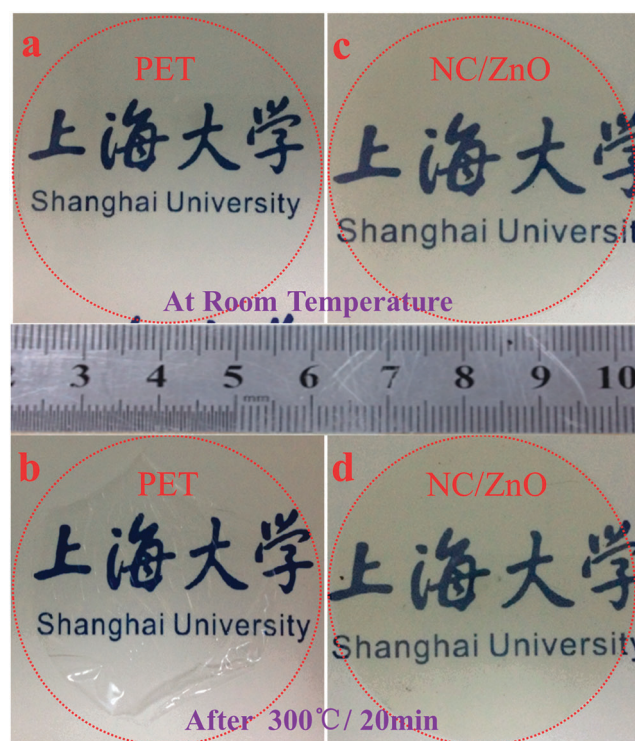 a
PET
上海大学
Shanghai University
c
NC/ZnO
上海大学
Shanghai Universit
At Room Temperature
3 4 5 6 7 8 9 10
mm
b
PET
上海大学
Shanghai University
d
NC/ZnO
上海大学
Shanghai University
After 300℃/ 20min